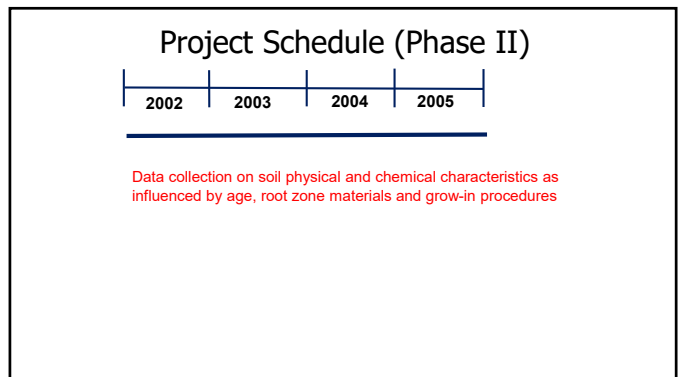 Project Schedule (Phase II)
2002 2003 2004 2005
Data collection on soil physical and chemical characteristics as
influenced by age, root zone materials and grow-in procedures